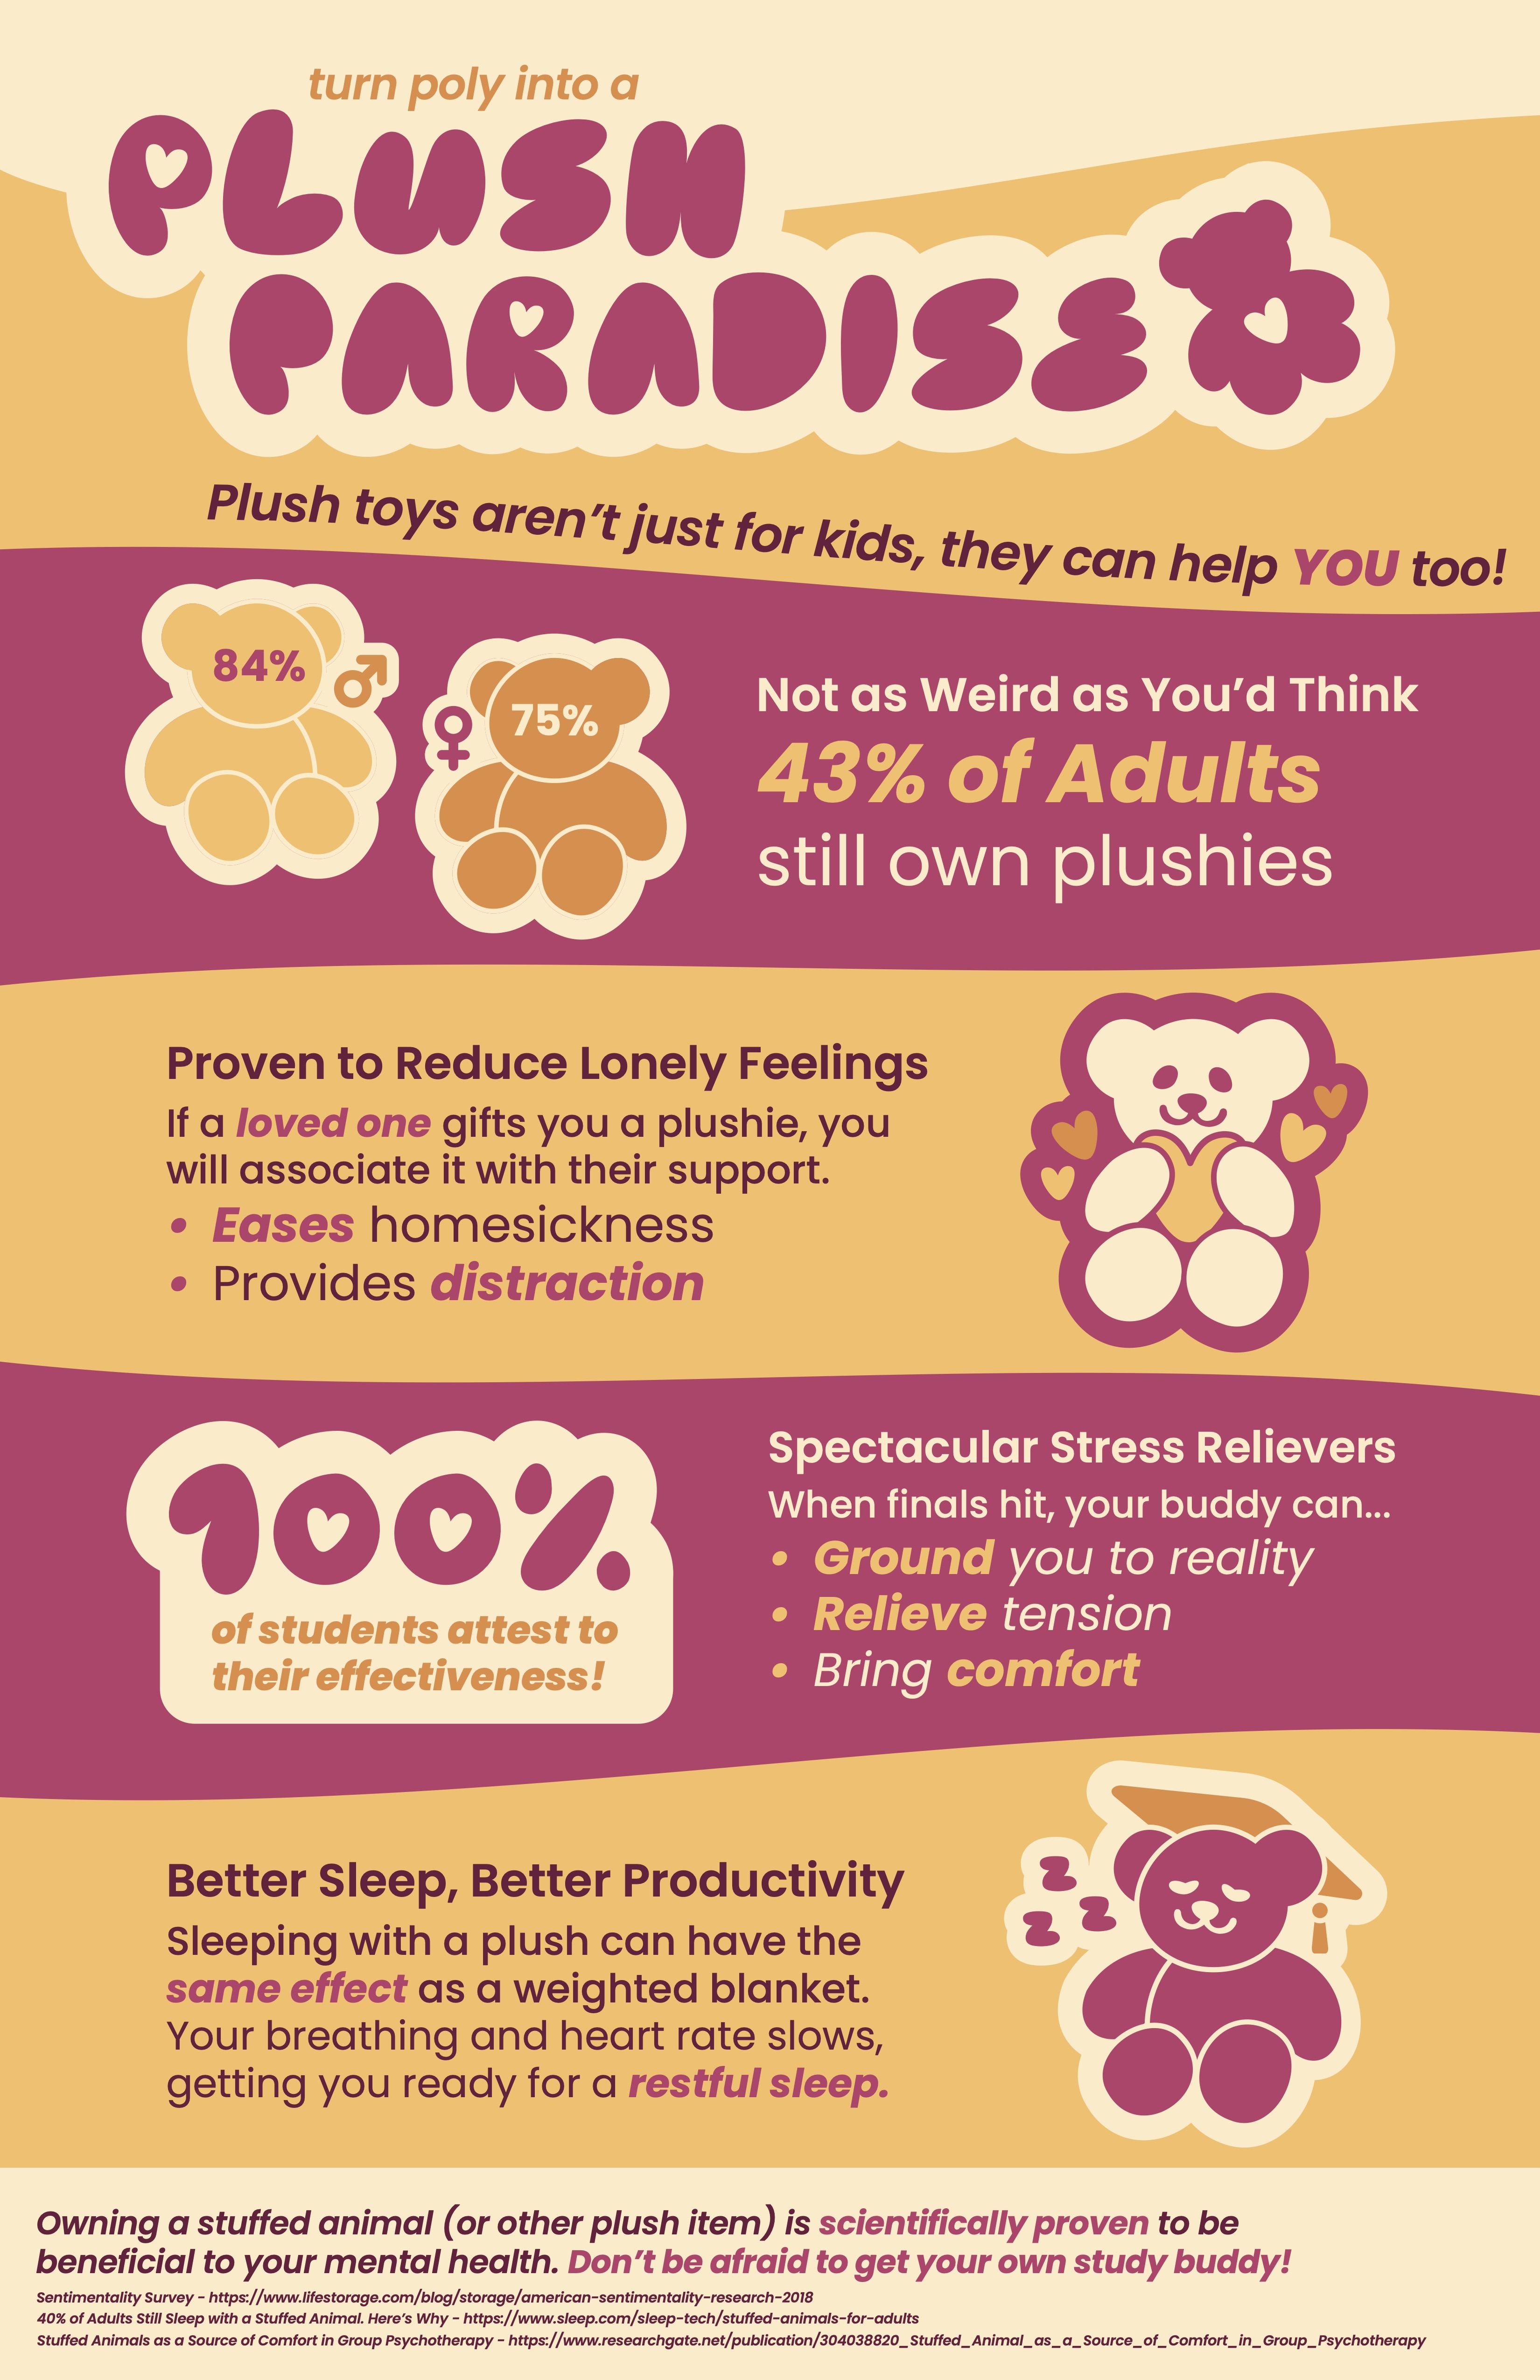 turn poly into a
PLUSH
PARADISE
Plush toys aren't just for kids, they can help YOU too!
84%
♂
♀
75%
Not as Weird as You'd Think
43% of Adults
still own plushies
Proven to Reduce Lonely Feelings
If a loved one gifts you a plushie, you
will associate it with their support.
• Eases homesickness
• Provides distraction
100%
of students attest to
their effectiveness!
Spectacular Stress Relievers
When finals hit, your buddy can...
• Ground you to reality
• Relieve tension
• Bring comfort
Better Sleep, Better Productivity
Sleeping with a plush can have the
same effect as a weighted blanket.
Your breathing and heart rate slows,
getting you ready for a restful sleep.
z
z
z
Owning a stuffed animal (or other plush item) is scientifically proven to be
beneficial to your mental health. Don't be afraid to get your own study buddy!
Sentimentality Survey - https://www.lifestorage.com/blog/storage/american-sentimentality-research-2018
40% of Adults Still Sleep with a Stuffed Animal. Here's Why - https://www.sleep.com/sleep-tech/stuffed-animals-for-adults
Stuffed Animals as a Source of Comfort in Group Psychotherapy - https://www.researchgate.net/publication/304038820_Stuffed_Animal_as_a_Source_of_Comfort_in_Group_Psychotherapy